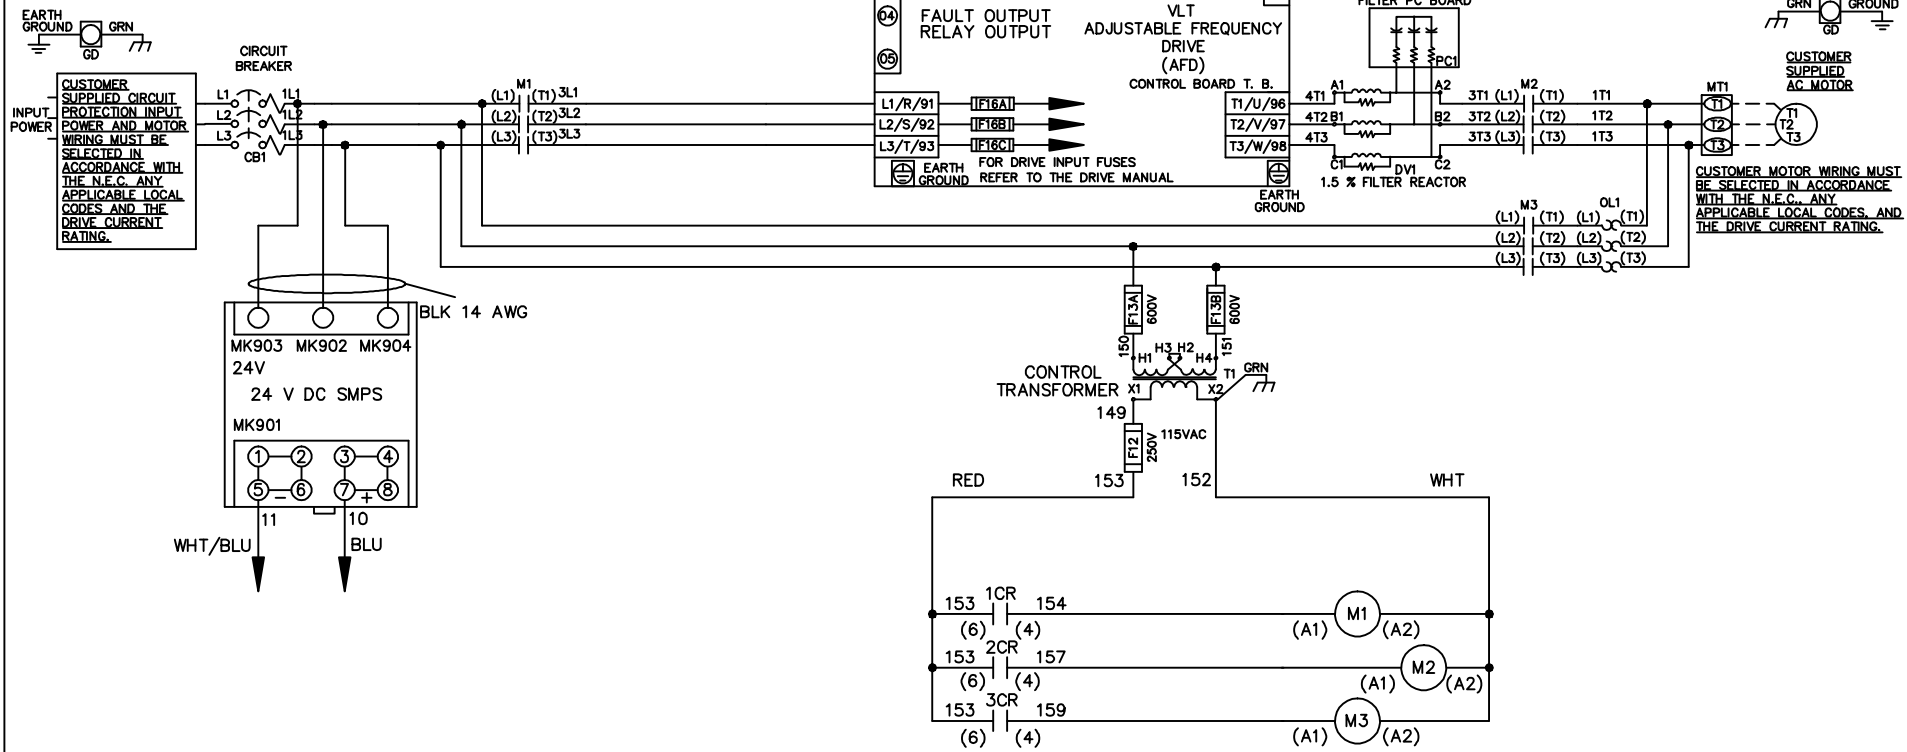 EARTH
GROUND
GRN
GD
CIRCUIT
BREAKER
INPUT
POWER
CUSTOMER
SUPPLIED CIRCUIT
PROTECTION INPUT
POWER AND MOTOR
WIRING MUST BE
SELECTED IN
ACCORDANCE WITH
THE N.E.C. ANY
APPLICABLE LOCAL
CODES AND THE
DRIVE CURRENT
RATING.
L1 1L1
L2 1L2
L3 1L3
CB1
M1
(L1) (T1) 3L1
(L2) (T2) 3L2
(L3) (T3) 3L3
04
05
FAULT OUTPUT
RELAY OUTPUT
VLT
ADJUSTABLE FREQUENCY
DRIVE
(AFD)
CONTROL BOARD T. B.
L1/R/91
L2/S/92
L3/T/93
F16A
F16B
F16C
FOR DRIVE INPUT FUSES
REFER TO THE DRIVE MANUAL
EARTH
GROUND
T1/U/96
T2/V/97
T3/W/98
EARTH
GROUND
FILTER PC BOARD
PC1
4T1 A1 A2
4T2 B1 B2
4T3 C1 C2
DV1
1.5 % FILTER REACTOR
M2
3T1 (L1) (T1) 1T1
3T2 (L2) (T2) 1T2
3T3 (L3) (T3) 1T3
GRN
GROUND
GD
CUSTOMER
SUPPLIED
AC MOTOR
MT1
T1
T2
T3
T1
T2
T3
CUSTOMER MOTOR WIRING MUST
BE SELECTED IN ACCORDANCE
WITH THE N.E.C., ANY
APPLICABLE LOCAL CODES, AND
THE DRIVE CURRENT RATING.
M3 OL1
(L1) (T1) (L1) (T1)
(L2) (T2) (L2) (T2)
(L3) (T3) (L3) (T3)
BLK 14 AWG
MK903 MK902 MK904
24V
24 V DC SMPS
MK901
1 2 3 4
5 - 6 7 + 8
11 10
WHT/BLU BLU
F13A
600V
F13B
600V
150
151
H1 H3 H2 H4
T1
GRN
CONTROL
TRANSFORMER
X1 X2
149
F12
250V
115VAC
153 152
RED WHT
153 1CR 154
(6) (4)
M1
(A1) (A2)
153 2CR 157
(6) (4)
M2
(A1) (A2)
153 3CR 159
(6) (4)
M3
(A1) (A2)